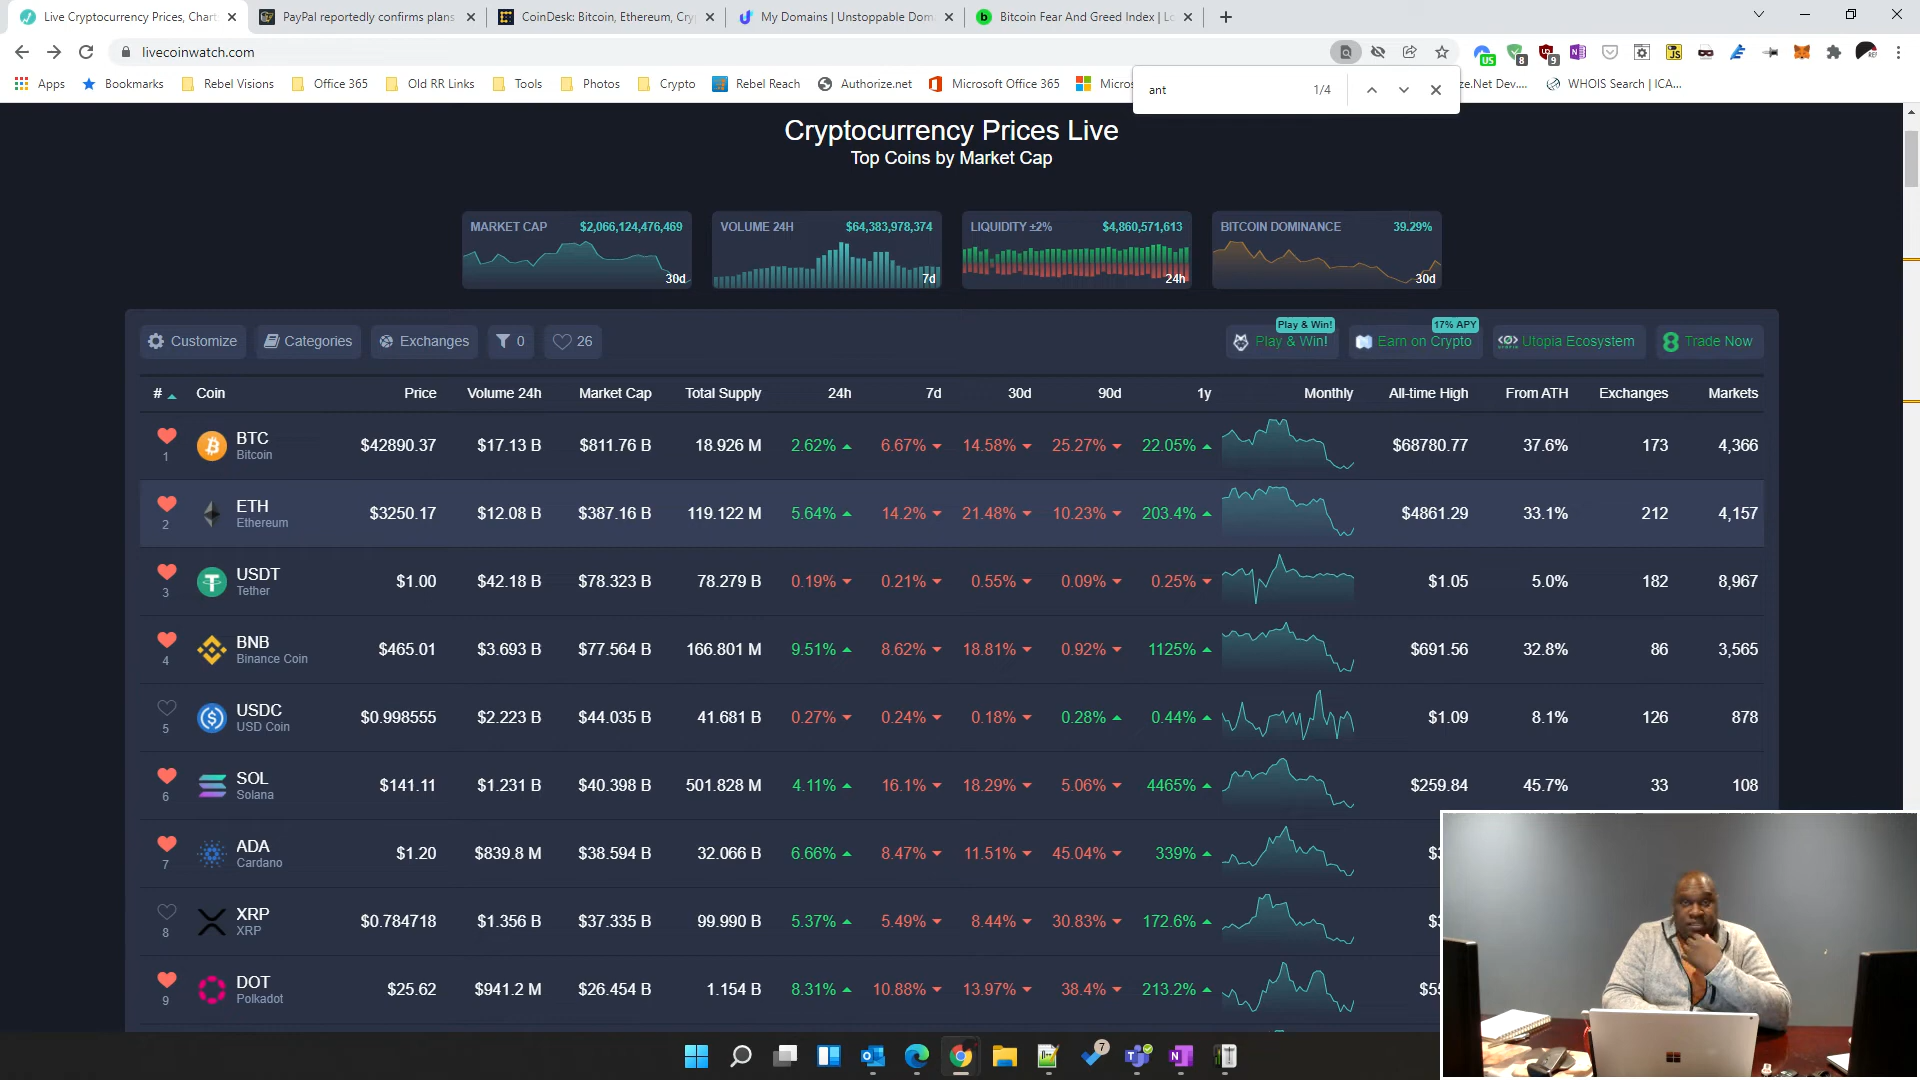 Live Cryptocurrency Prices, Chart
PayPal reportedly confirms plans
CoinDesk: Bitcoin, Ethereum, Cry
My Domains | Unstoppable Dom
Bitcoin Fear And Greed Index | Lo
livecoinwatch.com
US
8
9
JS
Apps
Bookmarks
Rebel Visions
Office 365
Old RR Links
Tools
Photos
Crypto
Rebel Reach
Authorize.net
Microsoft Office 365
Micros
ze.Net Dev....
WHOIS Search | ICA...
ant
1/4
Cryptocurrency Prices Live
Top Coins by Market Cap
MARKET CAP $2,066,124,476,469
30d
VOLUME 24H $64,383,978,374
7d
LIQUIDITY ±2% $4,860,571,613
24h
BITCOIN DOMINANCE 39.29%
30d
Customize
Categories
Exchanges
0
26
Play & Win!
Play & Win!
17% APY
Earn on Crypto
Utopia Ecosystem
Trade Now
# Coin Price Volume 24h Market Cap Total Supply 24h 7d 30d 90d 1y Monthly All-time High From ATH Exchanges Markets
1 BTC Bitcoin $42890.37 $17.13 B $811.76 B 18.926 M 2.62% 6.67% 14.58% 25.27% 22.05% $68780.77 37.6% 173 4,366
2 ETH Ethereum $3250.17 $12.08 B $387.16 B 119.122 M 5.64% 14.2% 21.48% 10.23% 203.4% $4861.29 33.1% 212 4,157
3 USDT Tether $1.00 $42.18 B $78.323 B 78.279 B 0.19% 0.21% 0.55% 0.09% 0.25% $1.05 5.0% 182 8,967
4 BNB Binance Coin $465.01 $3.693 B $77.564 B 166.801 M 9.51% 8.62% 18.81% 0.92% 1125% $691.56 32.8% 86 3,565
5 USDC USD Coin $0.998555 $2.223 B $44.035 B 41.681 B 0.27% 0.24% 0.18% 0.28% 0.44% $1.09 8.1% 126 878
6 SOL Solana $141.11 $1.231 B $40.398 B 501.828 M 4.11% 16.1% 18.29% 5.06% 4465% $259.84 45.7% 33 108
7 ADA Cardano $1.20 $839.8 M $38.594 B 32.066 B 6.66% 8.47% 11.51% 45.04% 339%
8 XRP XRP $0.784718 $1.356 B $37.335 B 99.990 B 5.37% 5.49% 8.44% 30.83% 172.6%
9 DOT Polkadot $25.62 $941.2 M $26.454 B 1.154 B 8.31% 10.88% 13.97% 38.4% 213.2%
7